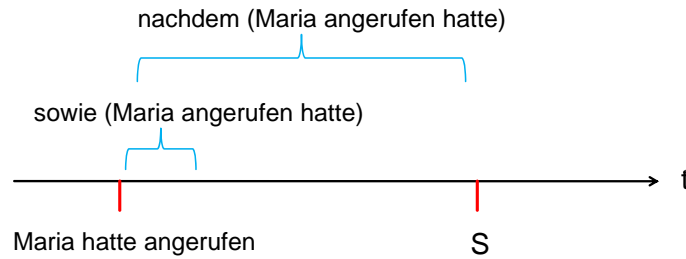 nachdem (Maria angerufen hatte)
sowie (Maria angerufen hatte)
t
Maria hatte angerufen
S